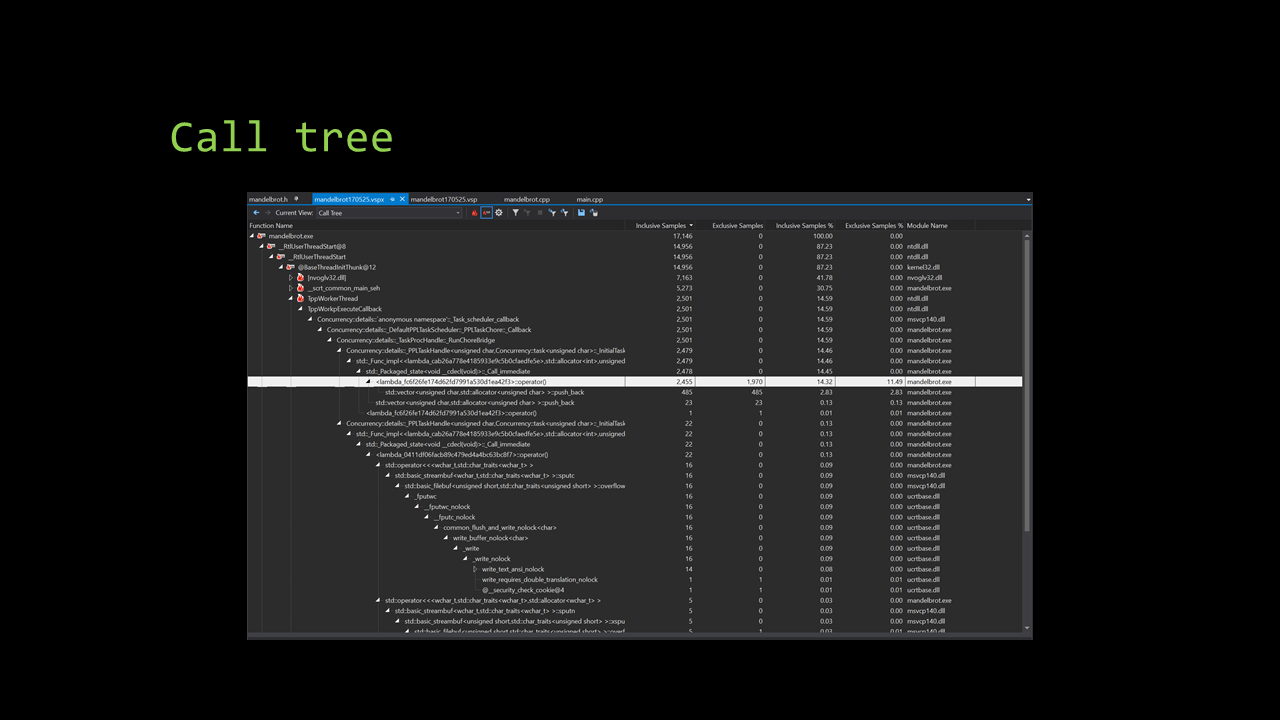 Call tree
mandelbrot.h mandelbrot170525.vspx mandelbrot170525.vsp mandelbrot.cpp main.cpp
Current View: Call Tree
Function Name Inclusive Samples Exclusive Samples Inclusive Samples % Exclusive Samples % Module Name
mandelbrot.exe 17,146 0 100.00 0.00
__RtlUserThreadStart@8 14,956 0 87.23 0.00 ntdll.dll
__RtlUserThreadStart 14,956 0 87.23 0.00 ntdll.dll
@BaseThreadInitThunk@12 14,956 0 87.23 0.00 kernel32.dll
[nvoglv32.dll] 7,163 0 41.78 0.00 nvoglv32.dll
__scrt_common_main_seh 5,273 0 30.75 0.00 mandelbrot.exe
TppWorkerThread 2,501 0 14.59 0.00 ntdll.dll
TppWorkpExecuteCallback 2,501 0 14.59 0.00 ntdll.dll
Concurrency::details::`anonymous namespace'::_Task_scheduler_callback 2,501 0 14.59 0.00 msvcp140.dll
Concurrency::details::_DefaultPPLTaskScheduler::_PPLTaskChore::_Callback 2,501 0 14.59 0.00 mandelbrot.exe
Concurrency::details::_TaskProcHandle::_RunChoreBridge 2,501 0 14.59 0.00 mandelbrot.exe
Concurrency::details::_PPLTaskHandle<unsigned char,Concurrency::task<unsigned char>::_InitialTask 2,479 0 14.46 0.00 mandelbrot.exe
std::_Func_impl<<lambda_cab26a778e4185933e9c5b0cfaedfe5e>,std::allocator<int>,unsigned 2,479 0 14.46 0.00 mandelbrot.exe
std::_Packaged_state<void __cdecl(void)>::_Call_immediate 2,478 0 14.45 0.00 mandelbrot.exe
<lambda_fc6f26fe174d62fd7991a530d1ea42f3>::operator() 2,455 1,970 14.32 11.49 mandelbrot.exe
std::vector<unsigned char,std::allocator<unsigned char> >::push_back 485 485 2.83 2.83 mandelbrot.exe
std::vector<unsigned char,std::allocator<unsigned char> >::push_back 23 23 0.13 0.13 mandelbrot.exe
<lambda_fc6f26fe174d62fd7991a530d1ea42f3>::operator() 1 1 0.01 0.01 mandelbrot.exe
Concurrency::details::_PPLTaskHandle<unsigned char,Concurrency::task<unsigned char>::_InitialTask 22 0 0.13 0.00 mandelbrot.exe
std::_Func_impl<<lambda_cab26a778e4185933e9c5b0cfaedfe5e>,std::allocator<int>,unsigned 22 0 0.13 0.00 mandelbrot.exe
std::_Packaged_state<void __cdecl(void)>::_Call_immediate 22 0 0.13 0.00 mandelbrot.exe
<lambda_0411df06facb89c479ed4a4bc63bc8f7>::operator() 22 0 0.13 0.00 mandelbrot.exe
std::operator<<<wchar_t,std::char_traits<wchar_t> > 16 0 0.09 0.00 mandelbrot.exe
std::basic_streambuf<wchar_t,std::char_traits<wchar_t> >::sputc 16 0 0.09 0.00 msvcp140.dll
std::basic_filebuf<unsigned short,std::char_traits<unsigned short> >::overflow 16 0 0.09 0.00 msvcp140.dll
_fputwc 16 0 0.09 0.00 ucrtbase.dll
__fputwc_nolock 16 0 0.09 0.00 ucrtbase.dll
__fputc_nolock 16 0 0.09 0.00 ucrtbase.dll
common_flush_and_write_nolock<char> 16 0 0.09 0.00 ucrtbase.dll
write_buffer_nolock<char> 16 0 0.09 0.00 ucrtbase.dll
_write 16 0 0.09 0.00 ucrtbase.dll
_write_nolock 16 0 0.09 0.00 ucrtbase.dll
write_text_ansi_nolock 14 0 0.08 0.00 ucrtbase.dll
write_requires_double_translation_nolock 1 1 0.01 0.01 ucrtbase.dll
@__security_check_cookie@4 1 1 0.01 0.01 ucrtbase.dll
std::operator<<<wchar_t,std::char_traits<wchar_t>,std::allocator<wchar_t> > 5 0 0.03 0.00 mandelbrot.exe
std::basic_streambuf<wchar_t,std::char_traits<wchar_t> >::sputn 5 0 0.03 0.00 msvcp140.dll
std::basic_streambuf<unsigned short,std::char_traits<unsigned short> >::xspu 5 0 0.03 0.00 msvcp140.dll
std::basic_filebuf<unsigned short,std::char_traits<unsigned short> >::overf 5 1 0.03 0.01 msvcp140.dll